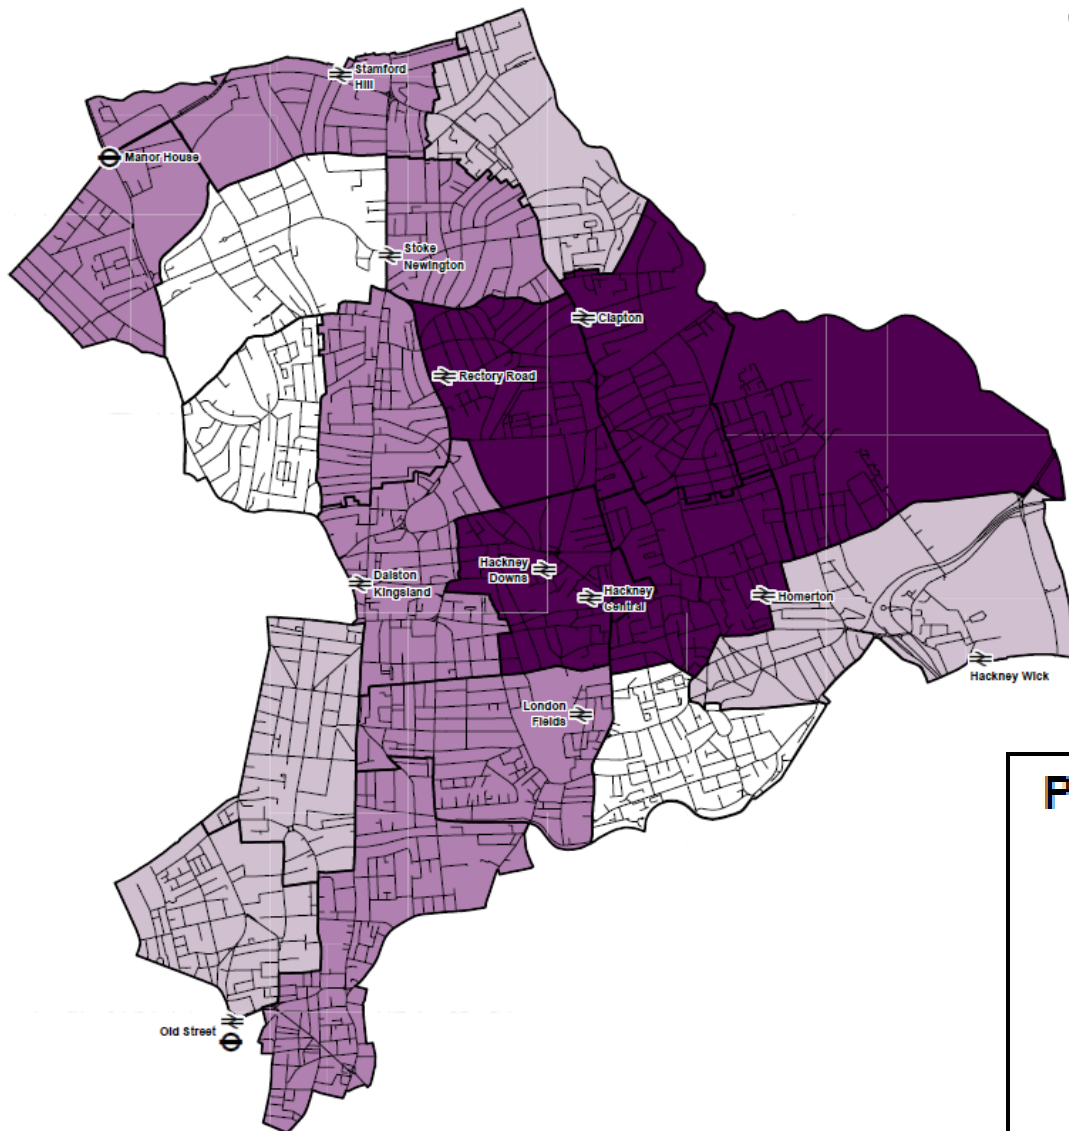 Stamford
Hill
Manor House
Stoke
Newington
Clapton
Rectory Road
Hackney
Downs
Dalston
Kingsland
Hackney
Central
Homerton
Hackney Wick
London
Fields
P
Old Street